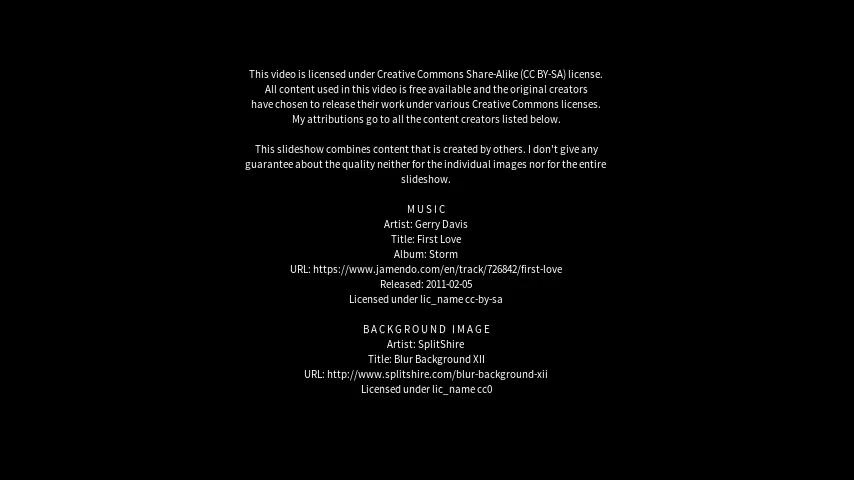 This video is licensed under Creative Commons Share-Alike (CC BY-SA) license.
All content used in this video is free available and the original creators
have chosen to release their work under various Creative Commons licenses.
My attributions go to all the content creators listed below.
This slideshow combines content that is created by others. I don't give any
guarantee about the quality neither for the individual images nor for the entire
slideshow.
MUSIC
Artist: Gerry Davis
Title: First Love
Album: Storm
URL: https://www.jamendo.com/en/track/726842/first-love
Released: 2011-02-05
Licensed under lic_name cc-by-sa
BACKGROUND IMAGE
Artist: SplitShire
Title: Blur Background XII
URL: http://www.splitshire.com/blur-background-xii
Licensed under lic_name cc0